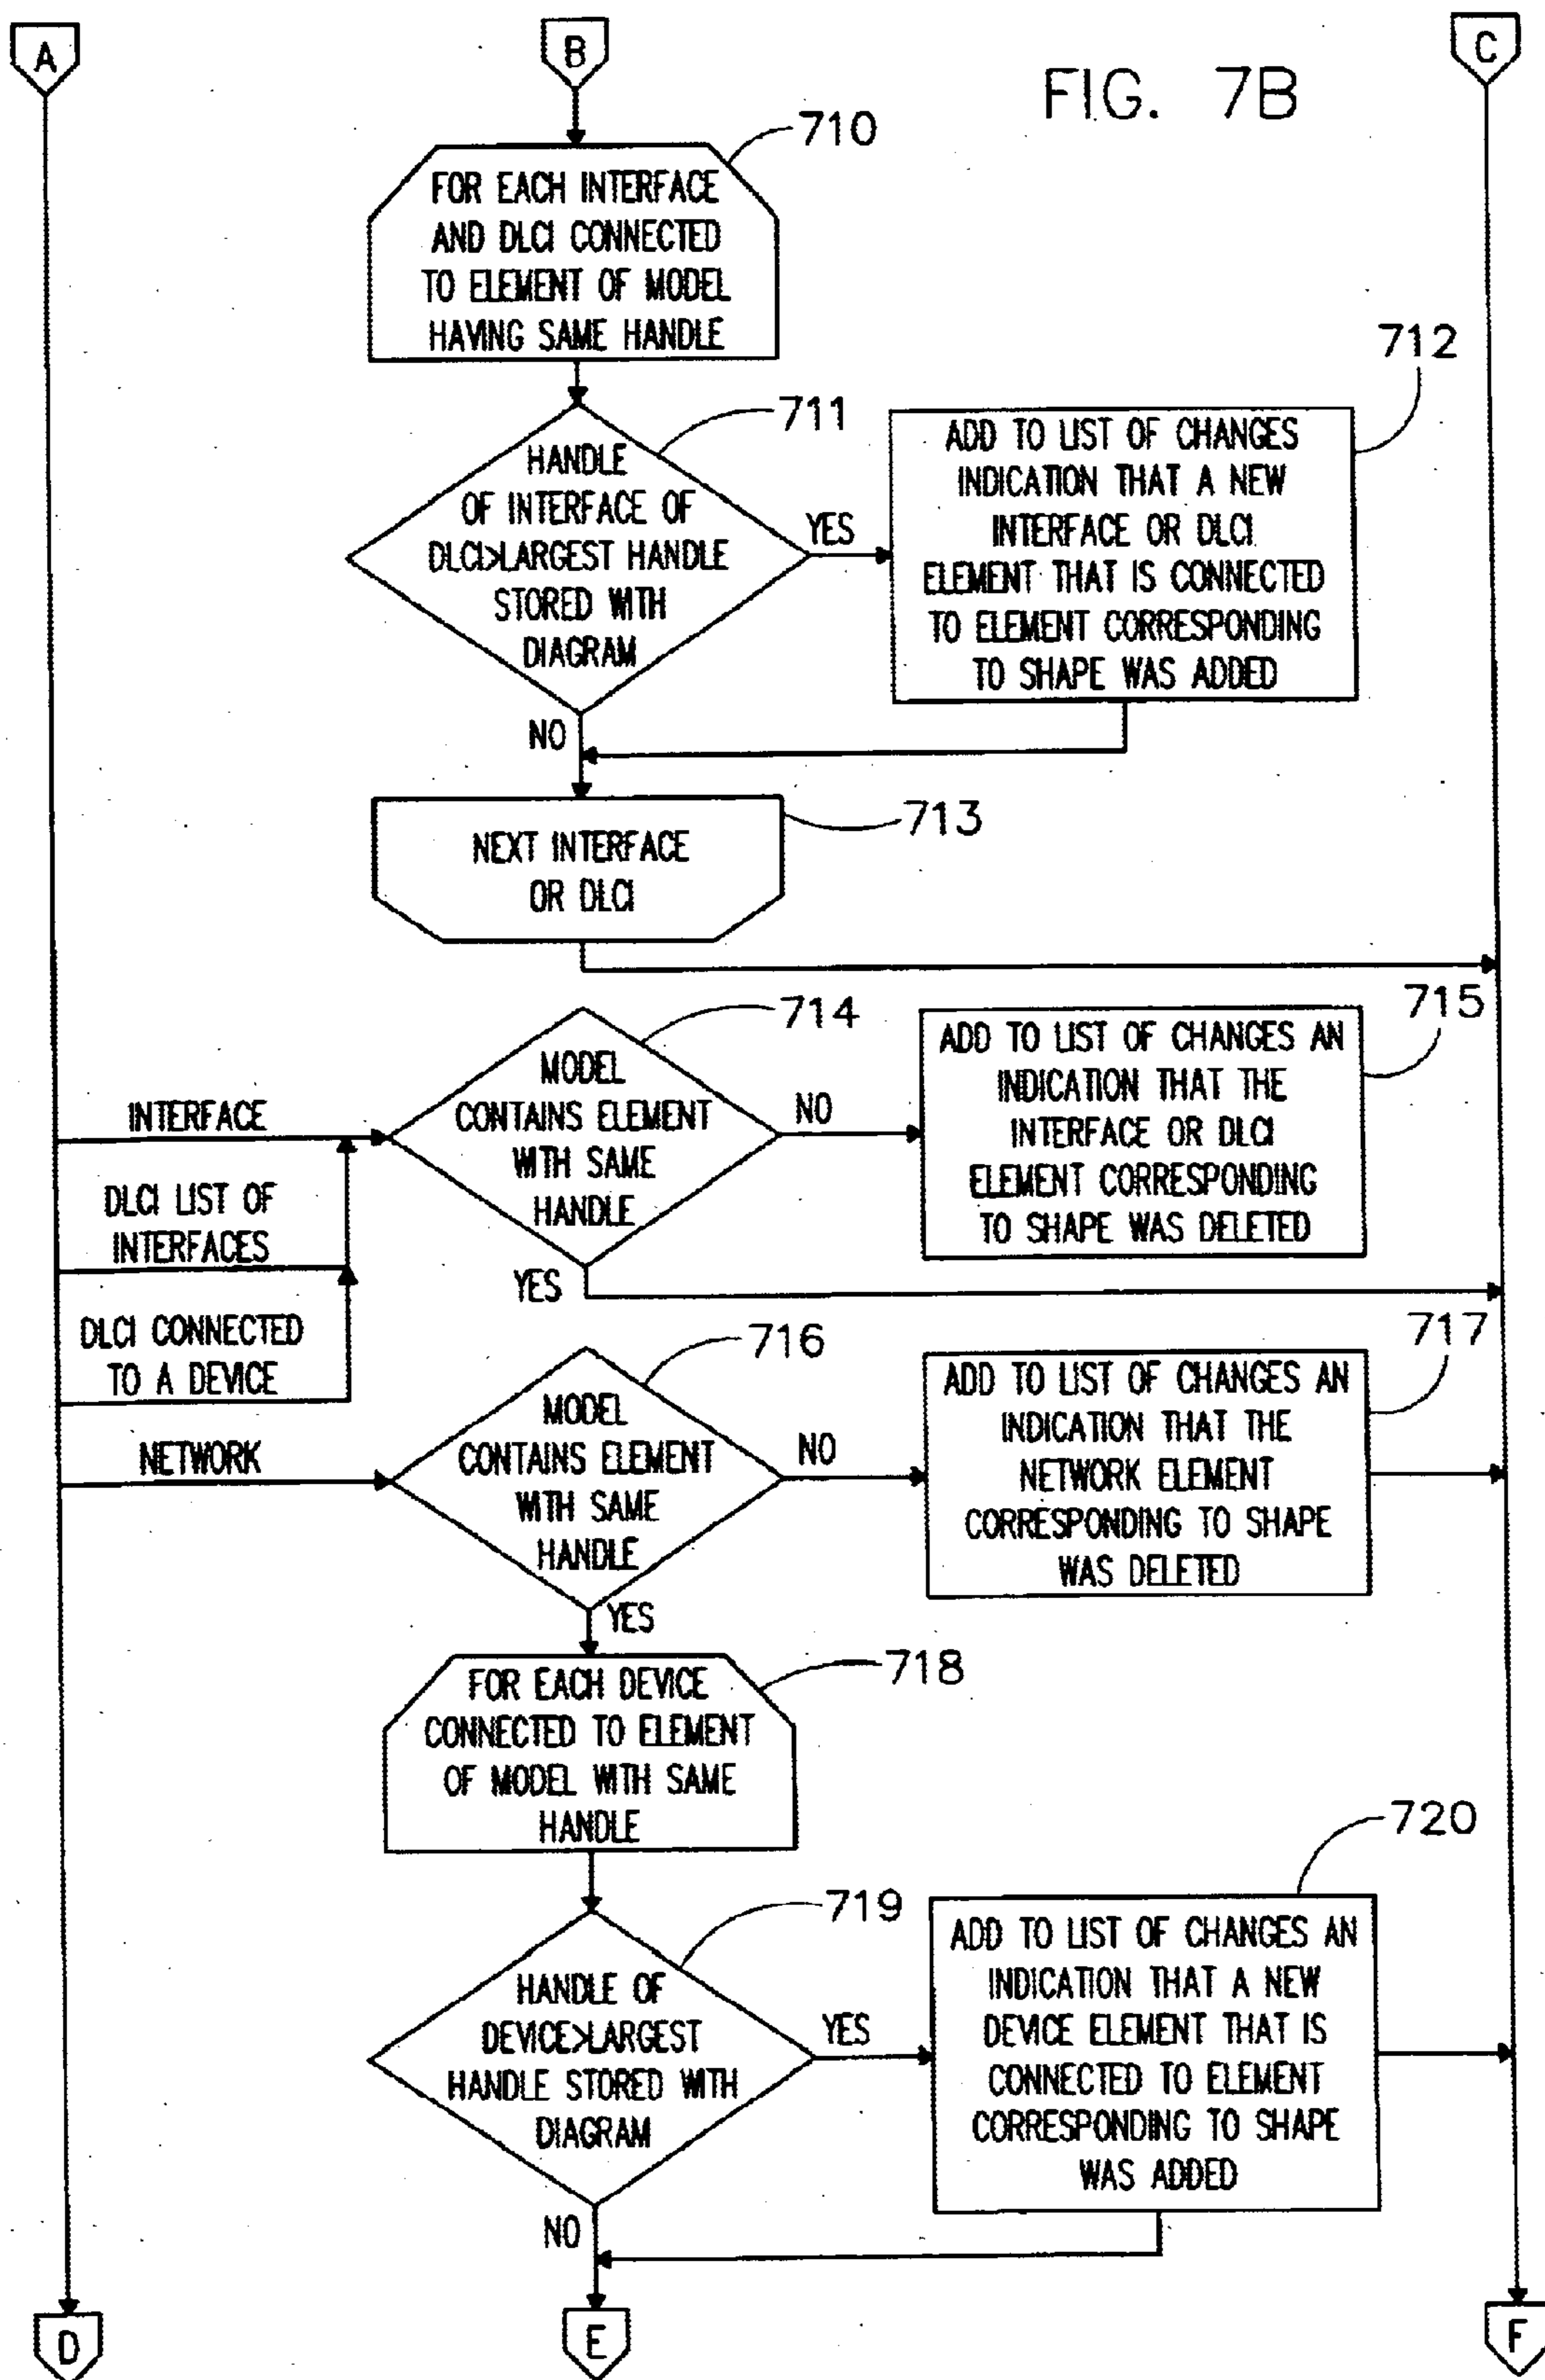 A
B
C
FIG. 7B
710
FOR EACH INTERFACE
AND DLCI CONNECTED
TO ELEMENT OF MODEL
HAVING SAME HANDLE
711
HANDLE
OF INTERFACE OF
DLCI>LARGEST HANDLE
STORED WITH
DIAGRAM
YES
NO
712
ADD TO LIST OF CHANGES
INDICATION THAT A NEW
INTERFACE OR DLCI
ELEMENT THAT IS CONNECTED
TO ELEMENT CORRESPONDING
TO SHAPE WAS ADDED
713
NEXT INTERFACE
OR DLCI
INTERFACE
DLCI LIST OF
INTERFACES
DLCI CONNECTED
TO A DEVICE
714
MODEL
CONTAINS ELEMENT
WITH SAME
HANDLE
NO
YES
715
ADD TO LIST OF CHANGES AN
INDICATION THAT THE
INTERFACE OR DLCI
ELEMENT CORRESPONDING
TO SHAPE WAS DELETED
NETWORK
716
MODEL
CONTAINS ELEMENT
WITH SAME
HANDLE
NO
YES
717
ADD TO LIST OF CHANGES AN
INDICATION THAT THE
NETWORK ELEMENT
CORRESPONDING TO SHAPE
WAS DELETED
718
FOR EACH DEVICE
CONNECTED TO ELEMENT
OF MODEL WITH SAME
HANDLE
719
HANDLE OF
DEVICE>LARGEST
HANDLE STORED WITH
DIAGRAM
YES
NO
720
ADD TO LIST OF CHANGES AN
INDICATION THAT A NEW
DEVICE ELEMENT THAT IS
CONNECTED TO ELEMENT
CORRESPONDING TO SHAPE
WAS ADDED
D
E
F